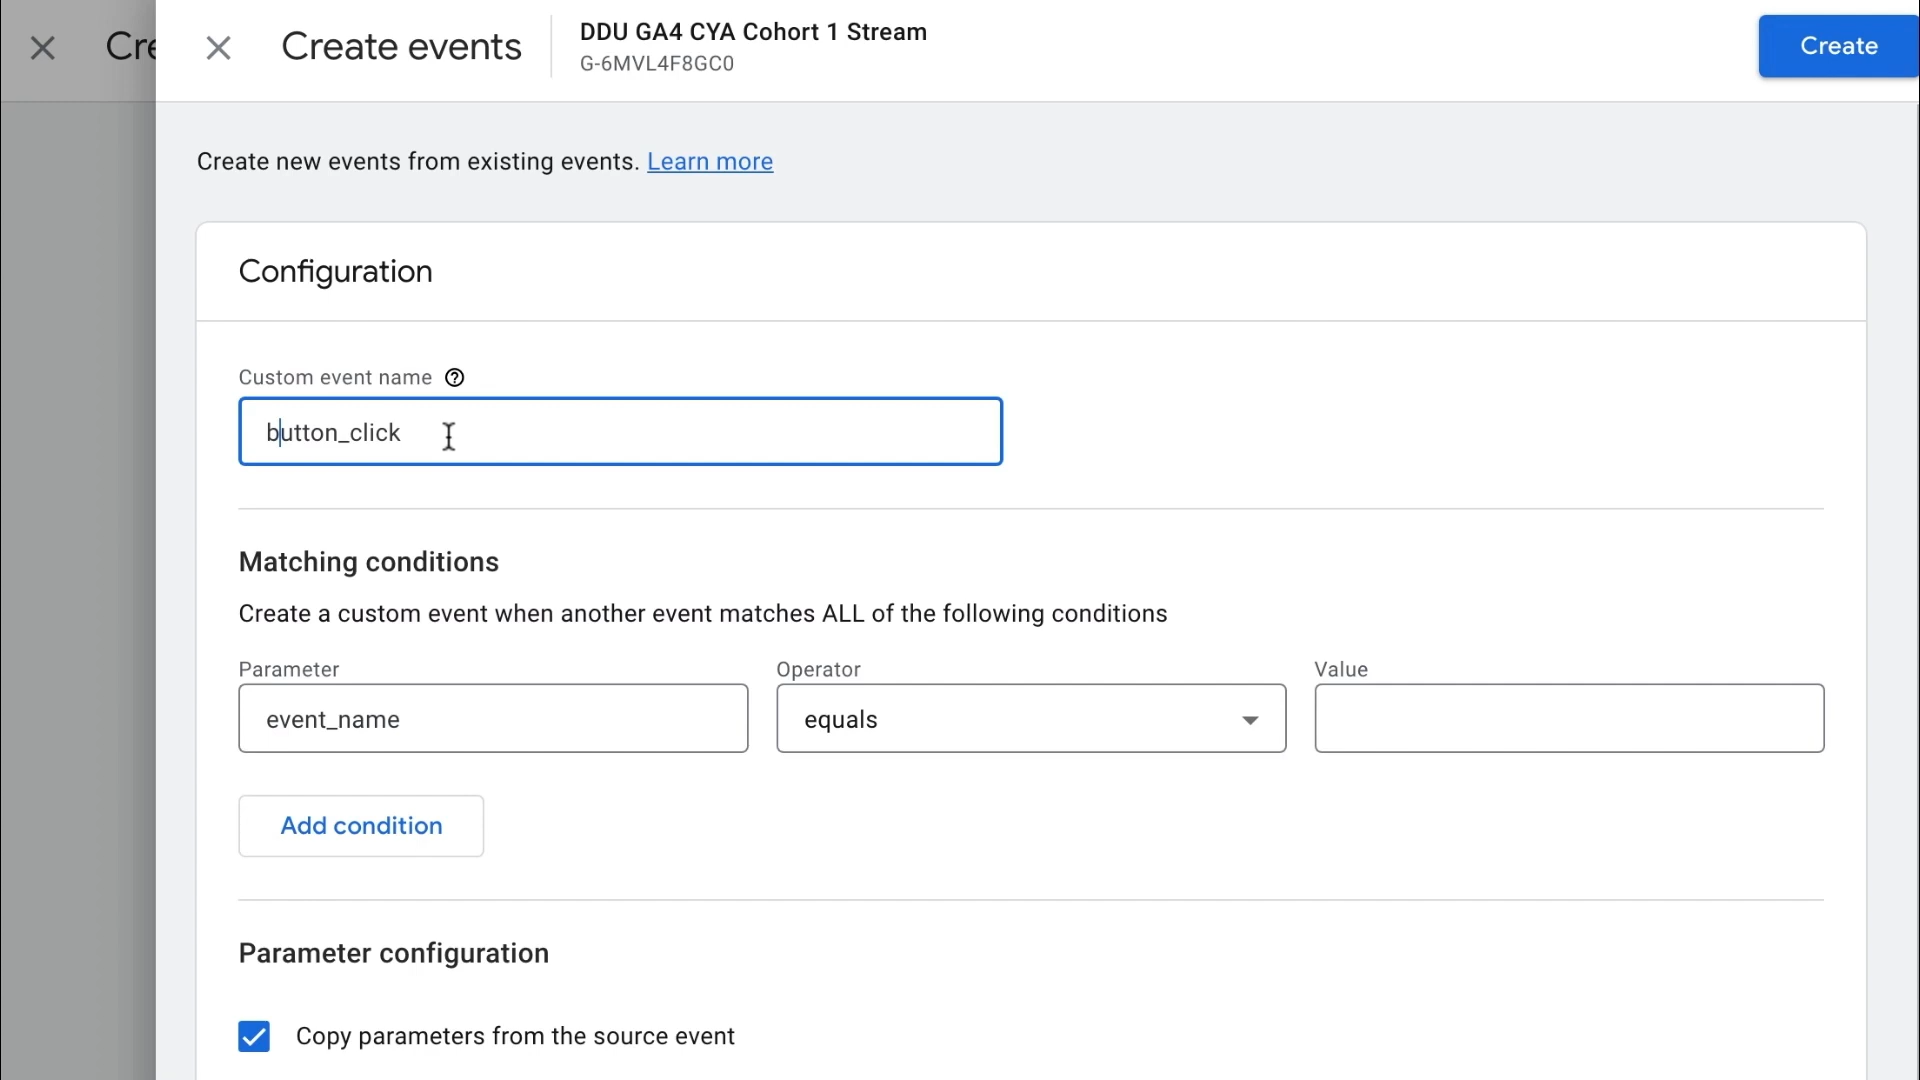 Cre
Create events
DDU GA4 CYA Cohort 1 Stream
G-6MVL4F8GC0
Create
Create new events from existing events. Learn more
Configuration
Custom event name
button_click
Matching conditions
Create a custom event when another event matches ALL of the following conditions
Parameter Operator Value
event_name equals
Add condition
Parameter configuration
Copy parameters from the source event